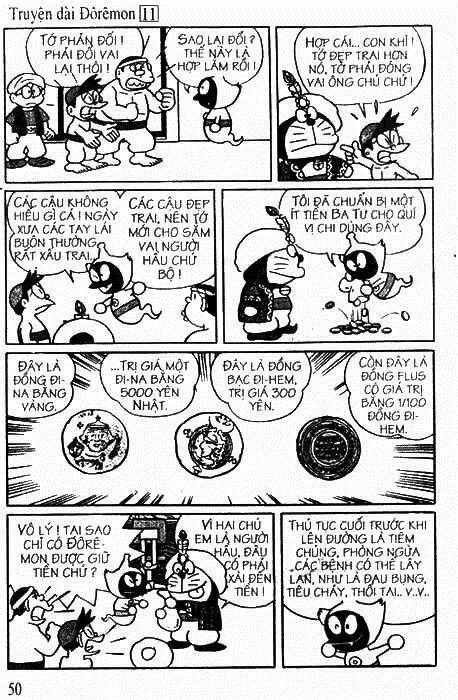 Truyện dài Đôrêmon 11
TỚ PHẢN ĐỐI !
PHẢI ĐỔI VAI
LẠI THÔI !
SAO LẠI ĐỔI ?
THẾ NÀY LÀ
HỢP LẮM RỒI !
HỢP CÁI... CON KHỈ !
TỚ ĐẸP TRAI HƠN
NÓ, TỚ PHẢI ĐÓNG
VAI ÔNG CHỦ CHỨ !
CÁC CẬU KHÔNG
HIỂU GÌ CẢ ! NGÀY
XƯA CÁC TAY LÁI
BUÔN THƯỜNG
RẤT XẤU TRAI.
CÁC CẬU ĐẸP
TRAI, NÊN TỚ
MỚI CHO SẮM
VAI NGƯỜI
HẦU CHỨ
BỘ !
TÔI ĐÃ CHUẨN BỊ MỘT
ÍT TIỀN BA TƯ CHO QUÍ
VỊ CHI DÙNG ĐÂY.
ĐÂY LÀ
ĐỒNG ĐI-
NA BẰNG
VÀNG.
...TRỊ GIÁ MỘT
ĐI-NA BẰNG
5000 YÊN
NHẬT.
ĐÂY LÀ ĐỒNG
BẠC ĐI-HEM,
TRỊ GIÁ 300
YÊN.
CÒN ĐÂY LÀ
ĐỒNG FLUS
CÓ GIÁ TRỊ
BẰNG 1/100
ĐỒNG ĐI-
HEM.
VÔ LÝ ! TẠI SAO
CHỈ CÓ ĐÔRÊ-
MON ĐƯỢC GIỮ
TIỀN CHỨ ?
VÌ HAI CHÚ
EM LÀ NGƯỜI
HẦU, ĐÂU
CÓ PHẢI
XÀI ĐẾN
TIỀN !
THỦ TỤC CUỐI TRƯỚC KHI
LÊN ĐƯỜNG LÀ TIÊM
CHỦNG, PHÒNG NGỪA
CÁC BỆNH CÓ THỂ LÂY
LAN, NHƯ LÀ ĐAU BỤNG,
TIÊU CHẢY, THỐI TAI.. V..V..
50